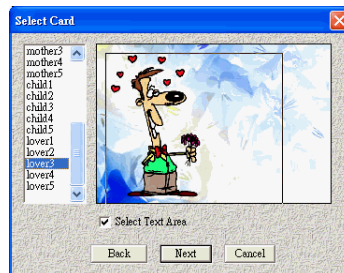 Select Card
mother3
mother4
mother5
child1
child2
child3
child4
child5
lover1
lover2
lover3
lover4
lover5
Select Text Area
Back
Next
Cancel